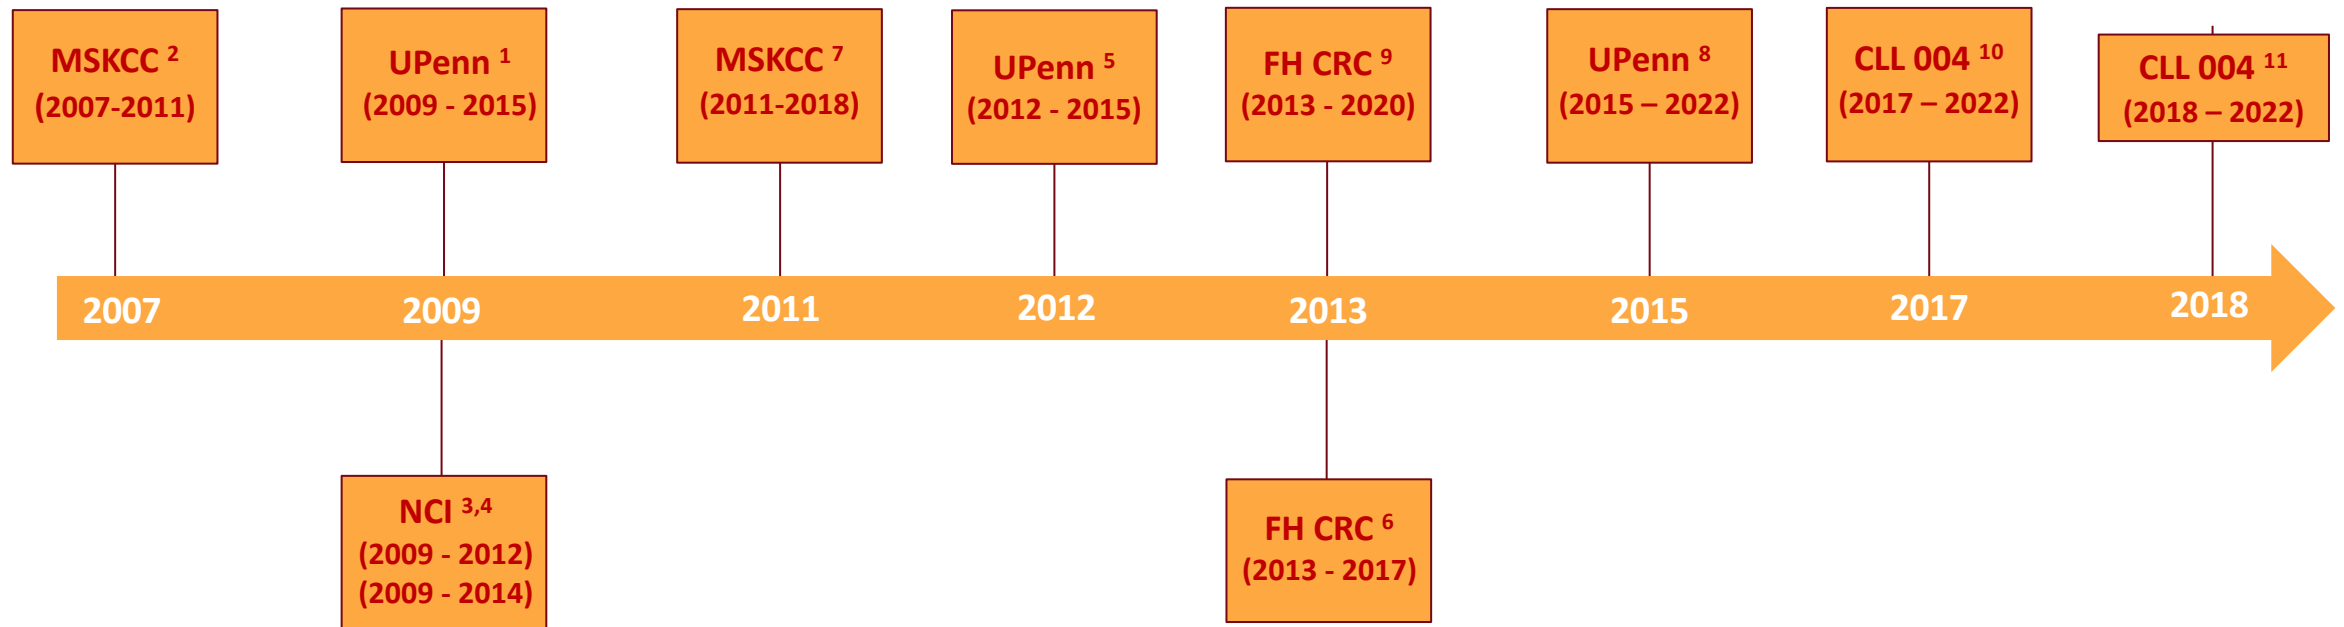 MSKCC 2
(2007-2011)
UPenn 1
(2009 - 2015)
MSKCC 7
(2011-2018)
UPenn 5
(2012 - 2015)
FH CRC 9
(2013 - 2020)
UPenn 8
(2015 – 2022)
CLL 004 10
(2017 – 2022)
CLL 004 11
(2018 – 2022)
2007
2009
2011
2012
2013
2015
2017
2018
NCI 3,4
(2009 - 2012)
(2009 - 2014)
FH CRC 6
(2013 - 2017)